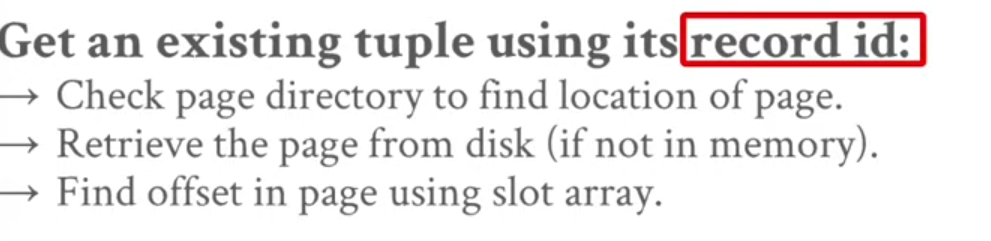 Get an existing tuple using its record id:
→ Check page directory to find location of page.
→ Retrieve the page from disk (if not in memory).
→ Find offset in page using slot array.